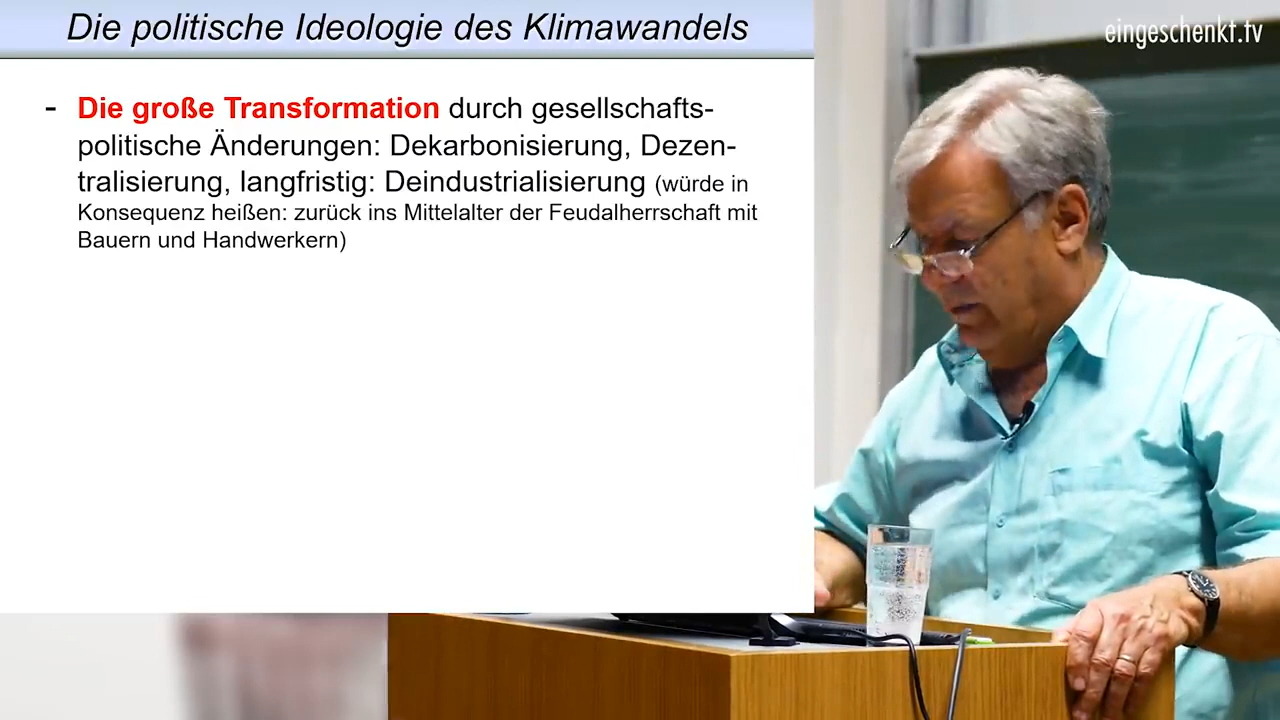 Die politische Ideologie des Klimawandels
eingeschenkt.tv
- Die große Transformation durch gesellschafts-
politische Änderungen: Dekarbonisierung, Dezen-
tralisierung, langfristig: Deindustrialisierung (würde in
Konsequenz heißen: zurück ins Mittelalter der Feudalherrschaft mit
Bauern und Handwerkern)